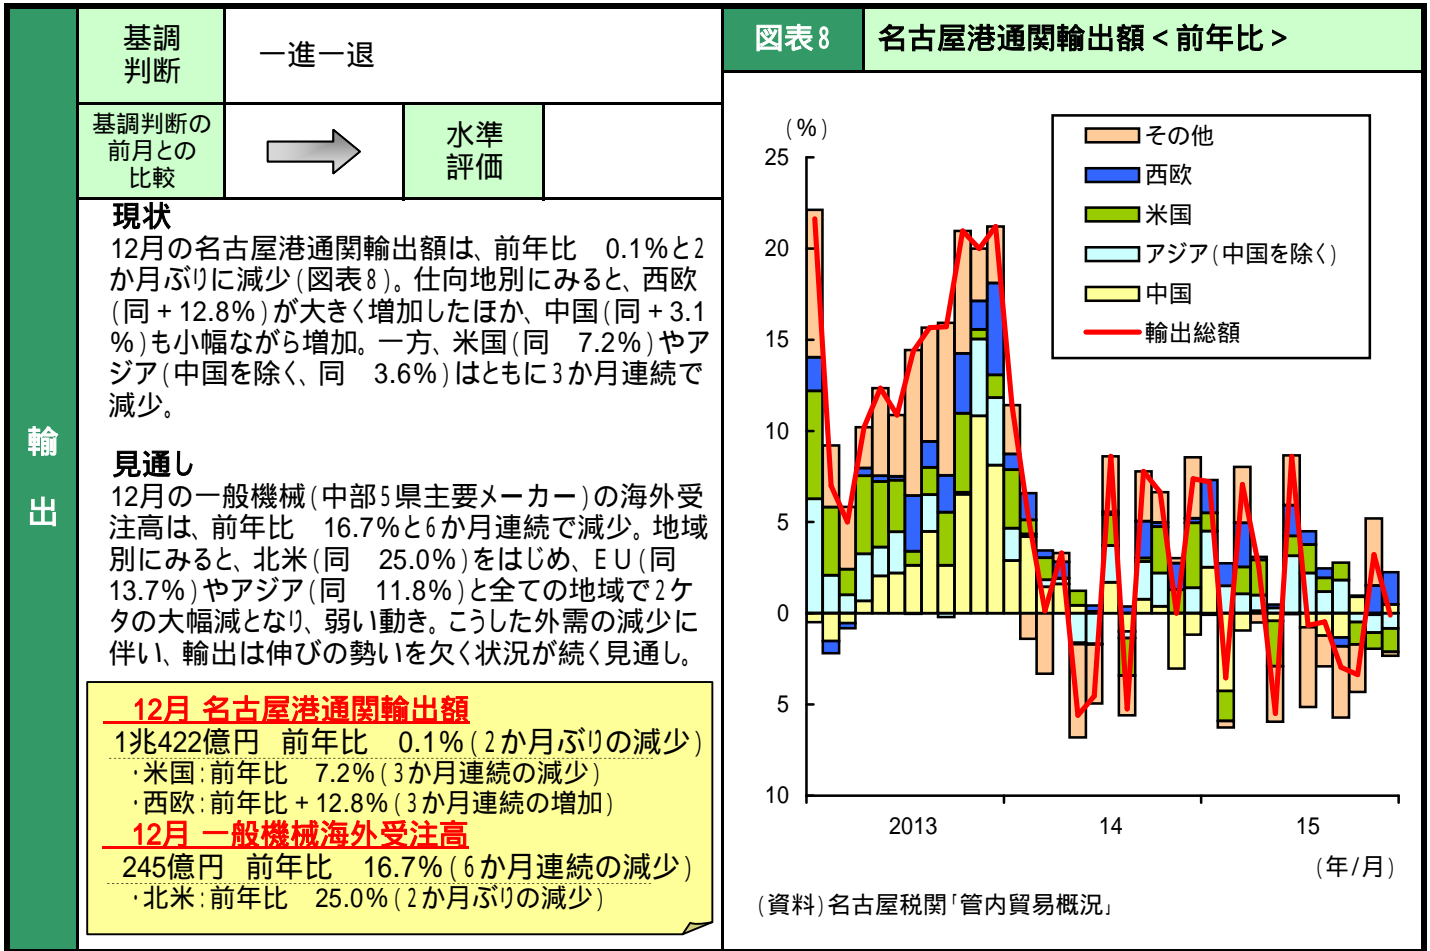 輸
出
基調
判断
一進一退
基調判断の
前月との
比較
水準
評価
現状
12月の名古屋港通関輸出額は、前年比　0.1%と2
か月ぶりに減少(図表8)。仕向地別にみると、西欧
(同+12.8%)が大きく増加したほか、中国(同+3.1
%)も小幅ながら増加。一方、米国(同　7.2%)やア
ジア(中国を除く、同　3.6%)はともに3か月連続で
減少。
見通し
12月の一般機械(中部5県主要メーカー)の海外受
注高は、前年比　16.7%と6か月連続で減少。地域
別にみると、北米(同　25.0%)をはじめ、EU(同
13.7%)やアジア(同　11.8%)と全ての地域で2ケ
タの大幅減となり、弱い動き。こうした外需の減少に
伴い、輸出は伸びの勢いを欠く状況が続く見通し。
12月 名古屋港通関輸出額
1兆422億円 前年比　0.1%(2か月ぶりの減少)
・米国:前年比　7.2%(3か月連続の減少)
・西欧:前年比+12.8%(3か月連続の増加)
12月 一般機械海外受注高
245億円 前年比　16.7%(6か月連続の減少)
・北米:前年比　25.0%(2か月ぶりの減少)
図表8
名古屋港通関輸出額<前年比>
(%)
25
20
15
10
5
0
5
10
その他
西欧
米国
アジア(中国を除く)
中国
輸出総額
2013
14
15
(年/月)
(資料)名古屋税関「管内貿易概況」